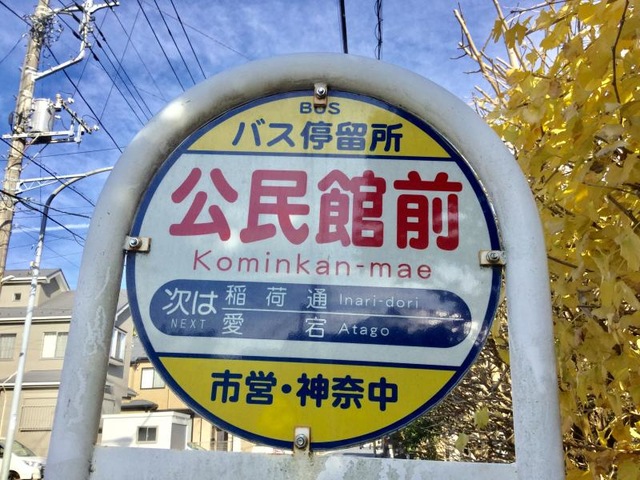 BUS
バス停留所
公民館前
Kominkan-mae
次は 稲荷通 Inari-dori
NEXT 愛宕 Atago
市営・神奈中